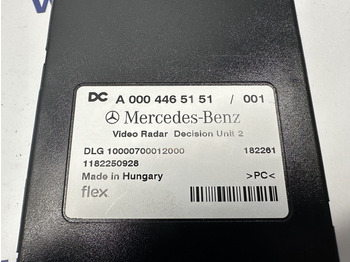 DC A 000 446 51 51 / 001
Mercedes-Benz
Video Radar Decision Unit 2
DLG 10000700012000 182261
1182250928
Made in Hungary >PC<
flex